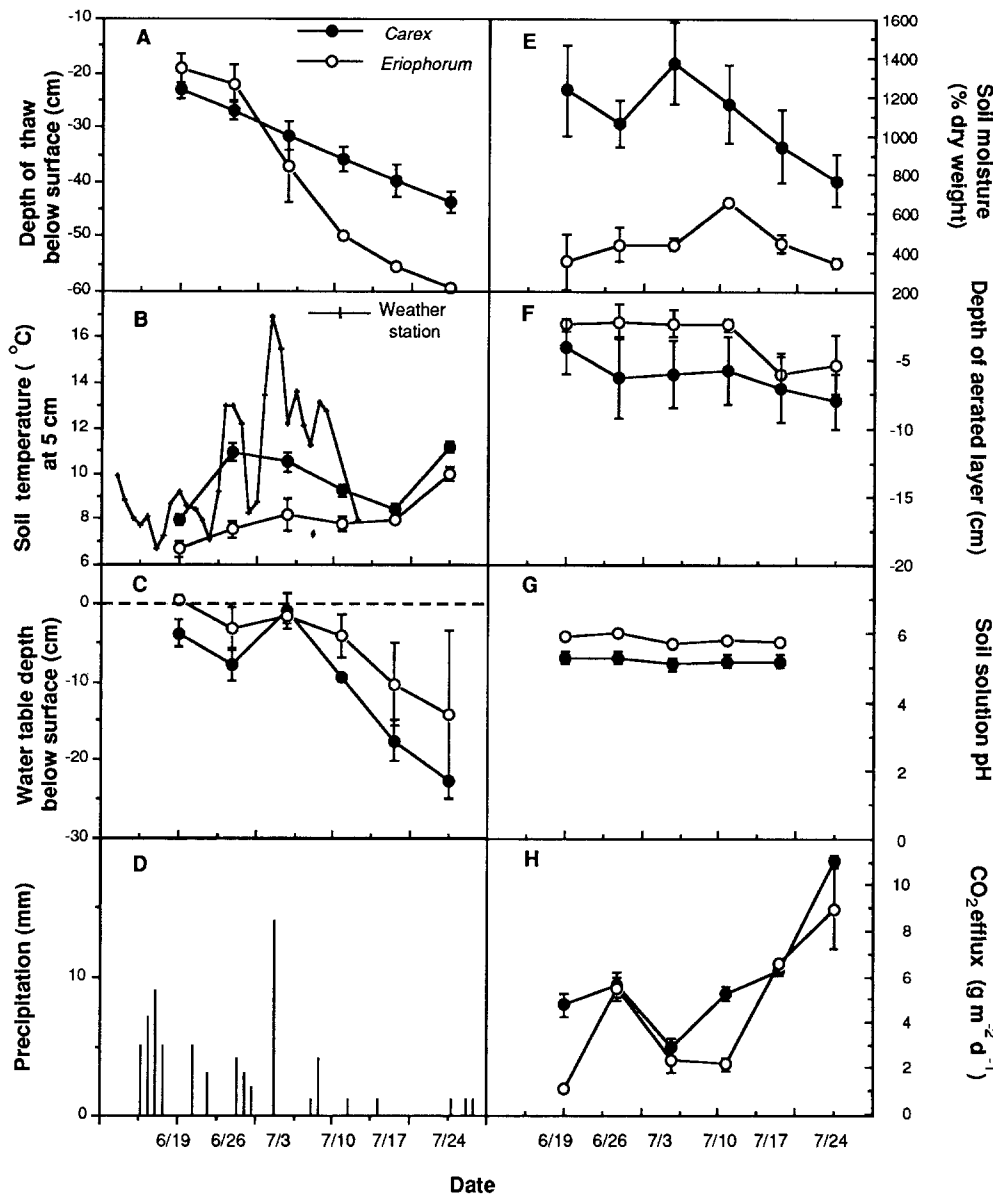 A
Carex
Eriophorum
-10
-20
-30
-40
-50
-60
Depth of thaw
below surface (cm)
B
Weather
station
16
14
12
10
8
6
Soil temperature (°C)
at 5 cm
C
0
-10
-20
-30
Water table depth
below surface (cm)
D
10
5
0
Precipitation (mm)
6/19 6/26 7/3 7/10 7/17 7/24
E
1600
1400
1200
1000
800
600
400
200
Soil moisture
(% dry weight)
F
-5
-10
-15
-20
Depth of aerated
layer (cm)
G
6
4
2
0
Soil solution pH
H
10
8
6
4
2
0
CO2 efflux (g m-2 d-1)
6/19 6/26 7/3 7/10 7/17 7/24
Date